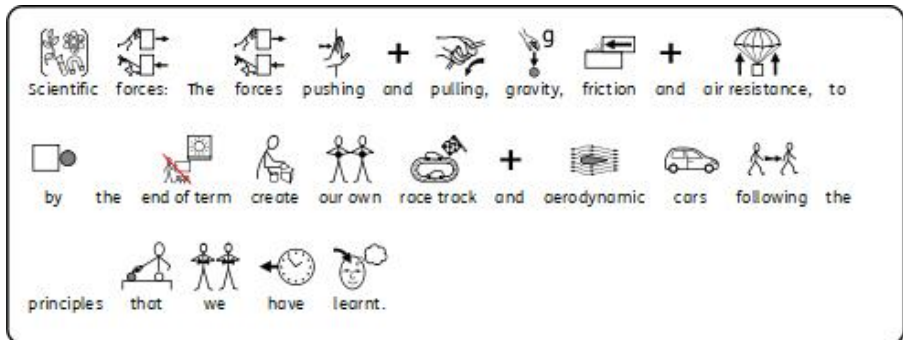 g
Scientific forces: The forces pushing and pulling, gravity, friction and air resistance, to
by the end of term create our own race track and aerodynamic cars following the
principles that we have learnt.